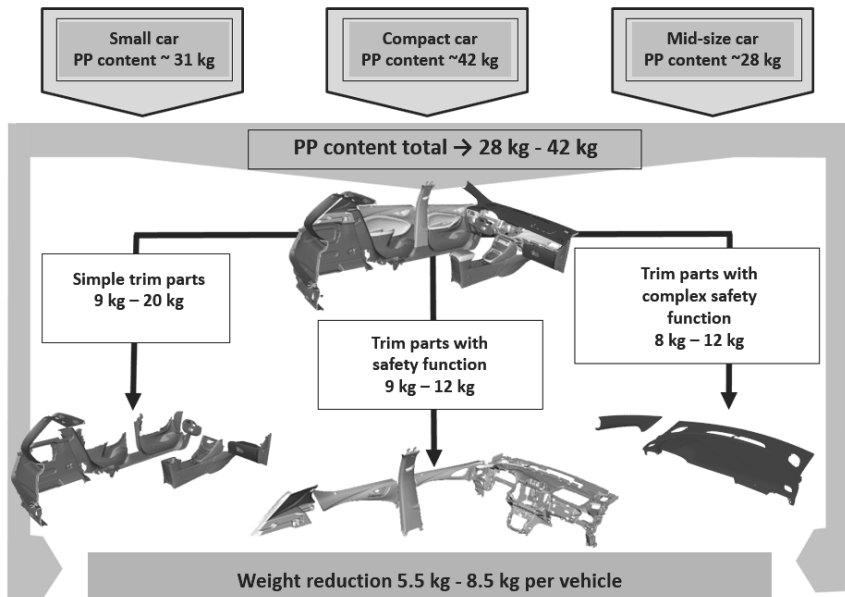 Small car
PP content ~ 31 kg
Compact car
PP content ~42 kg
Mid-size car
PP content ~28 kg
PP content total → 28 kg - 42 kg
Simple trim parts
9 kg – 20 kg
Trim parts with
safety function
9 kg – 12 kg
Trim parts with
complex safety
function
8 kg – 12 kg
Weight reduction 5.5 kg - 8.5 kg per vehicle